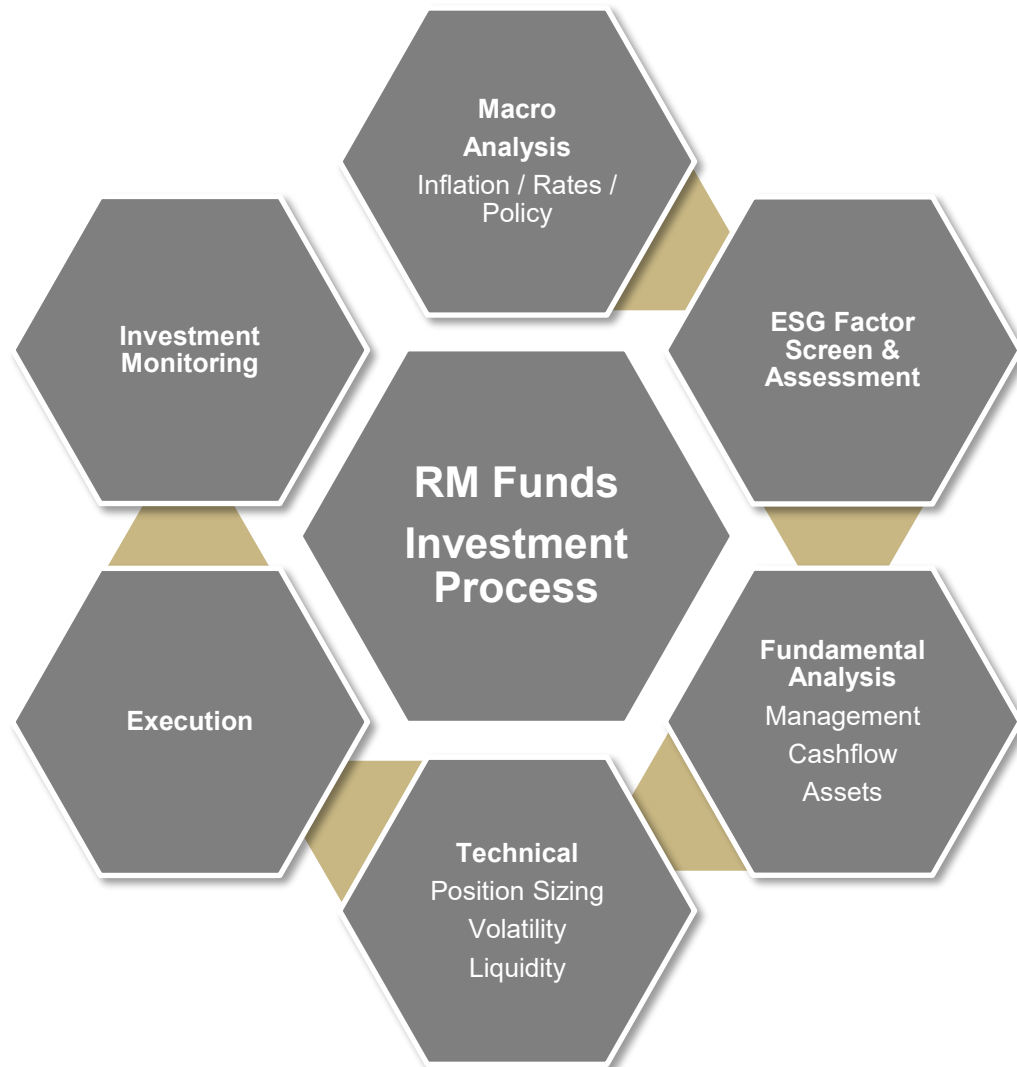 Macro
Analysis
Inflation / Rates /
Policy
ESG Factor
Screen &
Assessment
Fundamental
Analysis
Management
Cashflow
Assets
Technical
Position Sizing
Volatility
Liquidity
Execution
Investment
Monitoring
RM Funds
Investment
Process